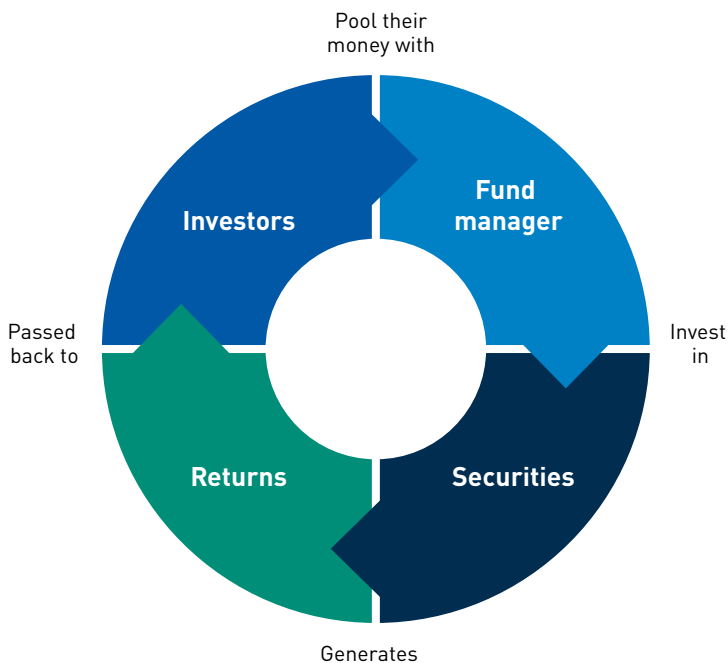 Pool their
money with
Investors
Fund
manager
Passed
back to
Invest
in
Returns
Securities
Generates